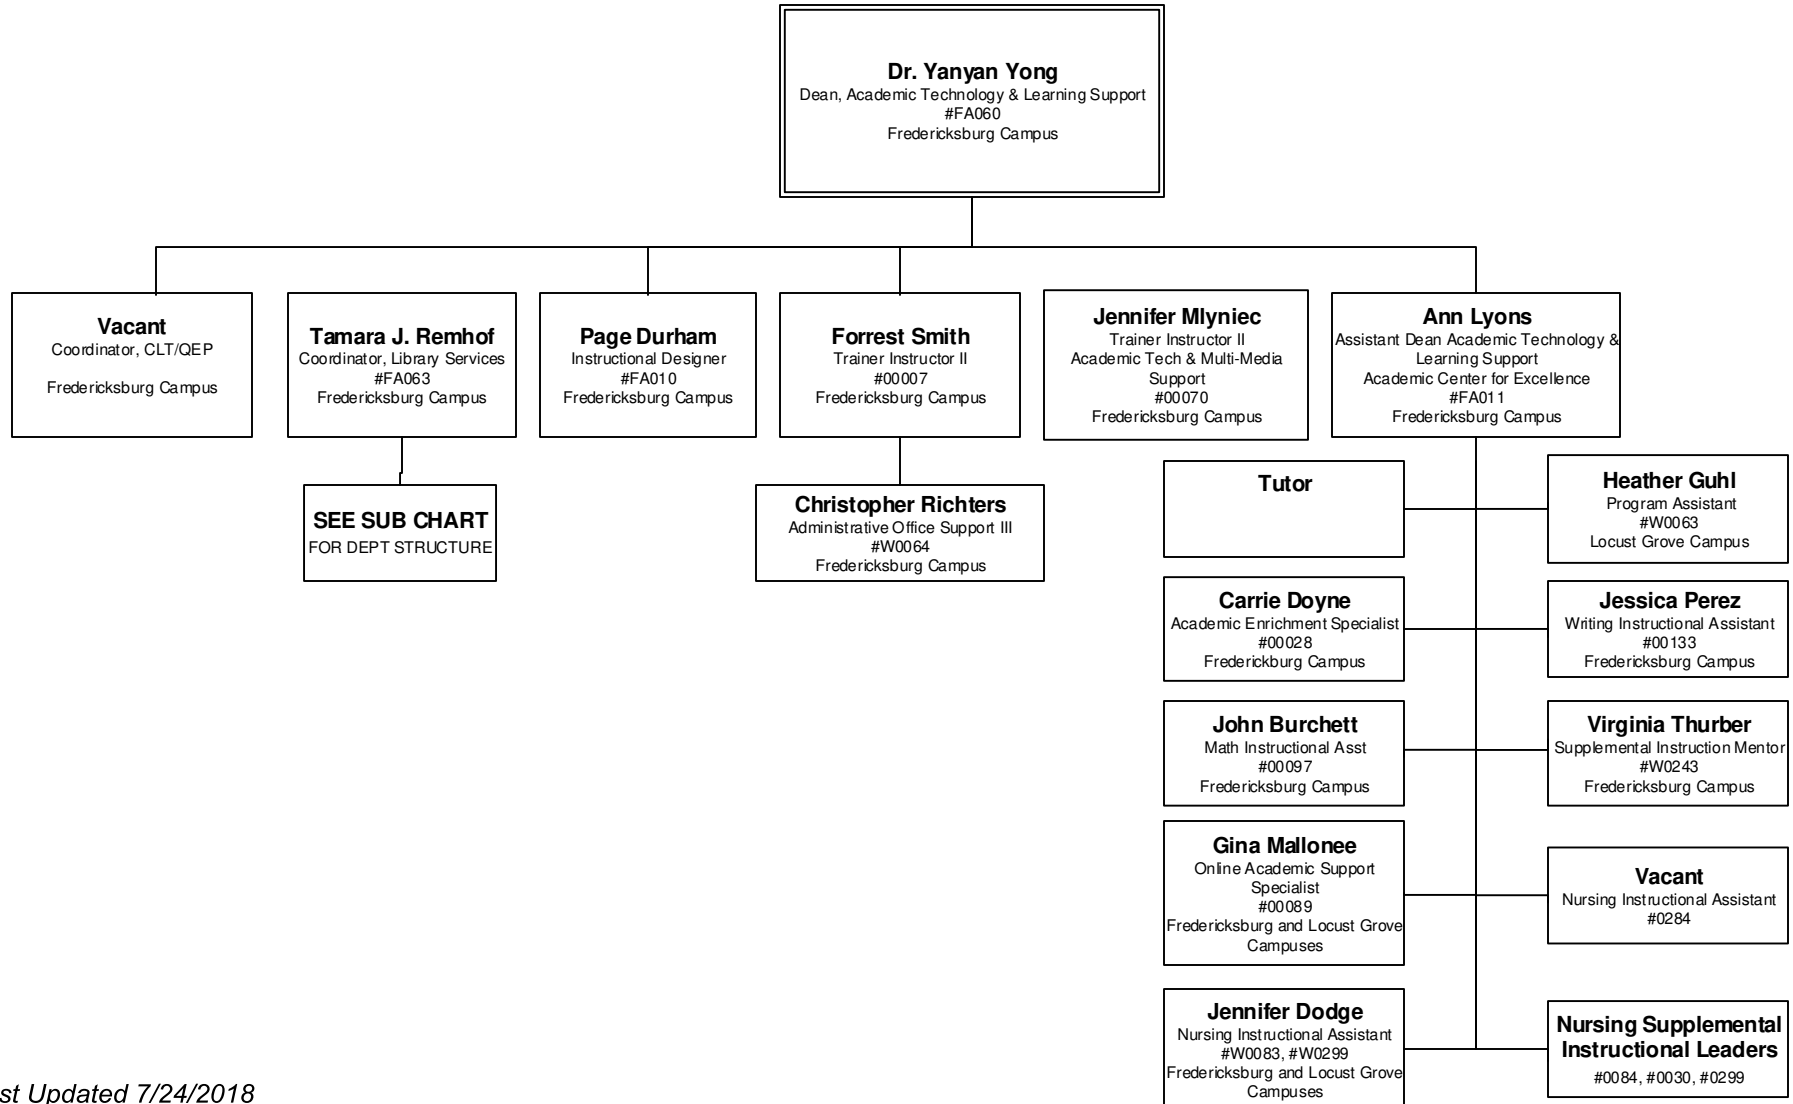 Dr. Yanyan Yong
Dean, Academic Technology & Learning Support
#FA060
Fredericksburg Campus
Vacant
Coordinator, CLT/QEP
Fredericksburg Campus
Tamara J. Remhof
Coordinator, Library Services
#FA063
Fredericksburg Campus
Page Durham
Instructional Designer
#FA010
Fredericksburg Campus
Forrest Smith
Trainer Instructor II
#00007
Fredericksburg Campus
Jennifer Mlyniec
Trainer Instructor II
Academic Tech & Multi-Media
Support
#00070
Fredericksburg Campus
Ann Lyons
Assistant Dean Academic Technology &
Learning Support
Academic Center for Excellence
#FA011
Fredericksburg Campus
SEE SUB CHART
FOR DEPT STRUCTURE
Christopher Richters
Administrative Office Support III
#W0064
Fredericksburg Campus
Tutor
Heather Guhl
Program Assistant
#W0063
Locust Grove Campus
Carrie Doyne
Academic Enrichment Specialist
#00028
Frederickburg Campus
Jessica Perez
Writing Instructional Assistant
#00133
Fredericksburg Campus
John Burchett
Math Instructional Asst
#00097
Fredericksburg Campus
Virginia Thurber
Supplemental Instruction Mentor
#W0243
Fredericksburg Campus
Gina Mallonee
Online Academic Support
Specialist
#00089
Fredericksburg and Locust Grove
Campuses
Vacant
Nursing Instructional Assistant
#0284
Jennifer Dodge
Nursing Instructional Assistant
#W0083, #W0299
Fredericksburg and Locust Grove
Campuses
Nursing Supplemental
Instructional Leaders
#0084, #0030, #0299
st Updated 7/24/2018